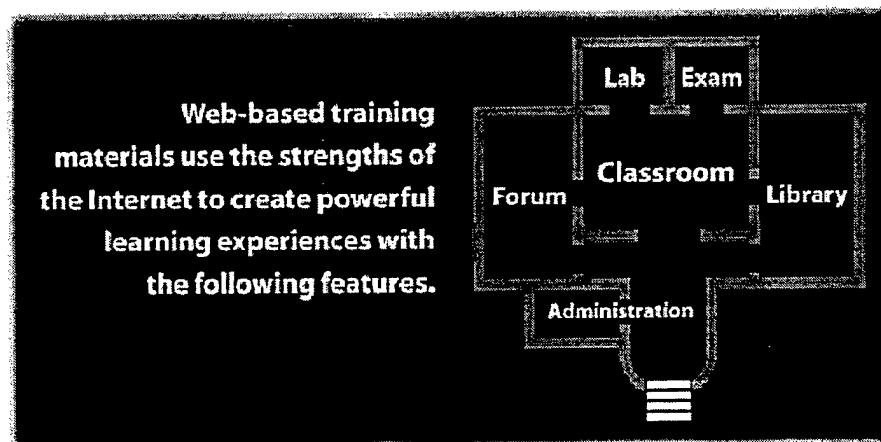 Web-based training
materials use the strengths of
the Internet to create powerful
learning experiences with
the following features.
Lab
Exam
Classroom
Forum
Library
Administration